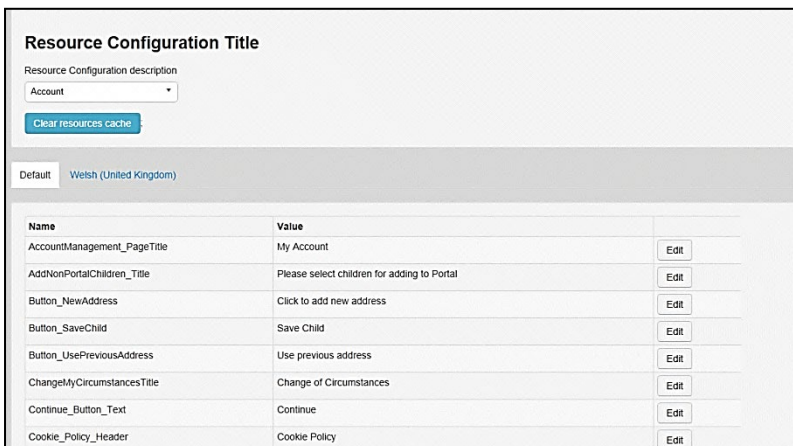 Resource Configuration Title
Resource Configuration description
Account
Clear resources cache
Default Welsh (United Kingdom)
Name Value
AccountManagement_PageTitle My Account Edit
AddNonPortalChildren_Title Please select children for adding to Portal Edit
Button_NewAddress Click to add new address Edit
Button_SaveChild Save Child Edit
Button_UsePreviousAddress Use previous address Edit
ChangeMyCircumstancesTitle Change of Circumstances Edit
Continue_Button_Text Continue Edit
Cookie_Policy_Header Cookie Policy Edit